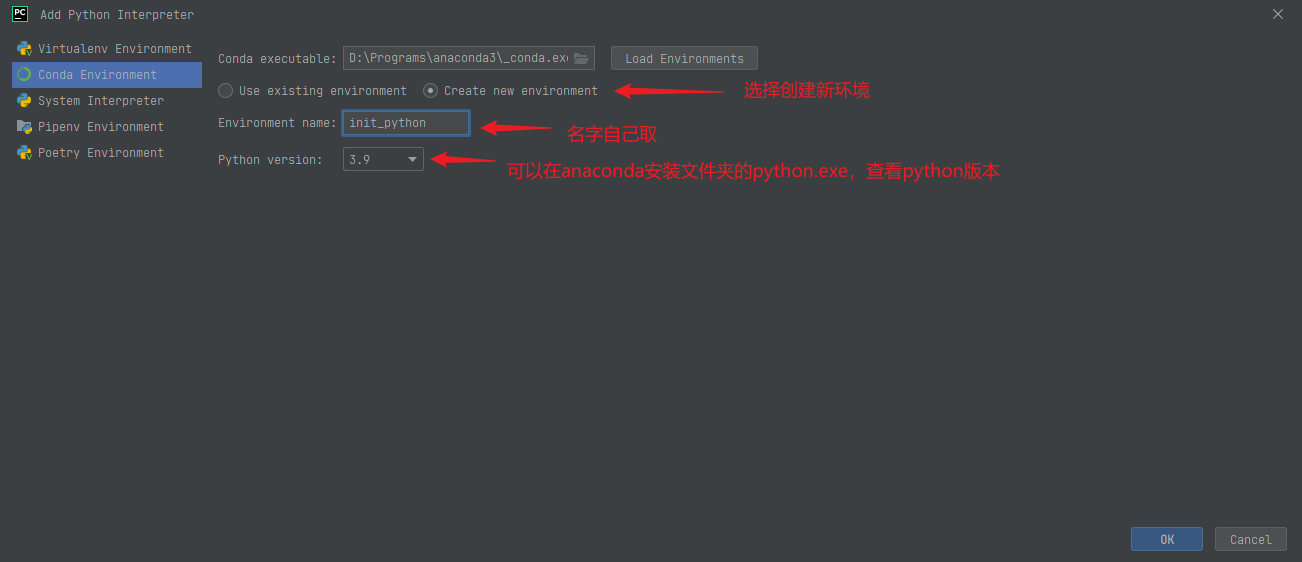 PC Add Python Interpreter
Virtualenv Environment
Conda Environment
System Interpreter
Pipenv Environment
Poetry Environment
Conda executable: D:\Programs\anaconda3\_conda.exe Load Environments
Use existing environment Create new environment 选择创建新环境
Environment name: init_python 名字自己取
Python version: 3.9 可以在anaconda安装文件夹的python.exe，查看python版本
OK Cancel